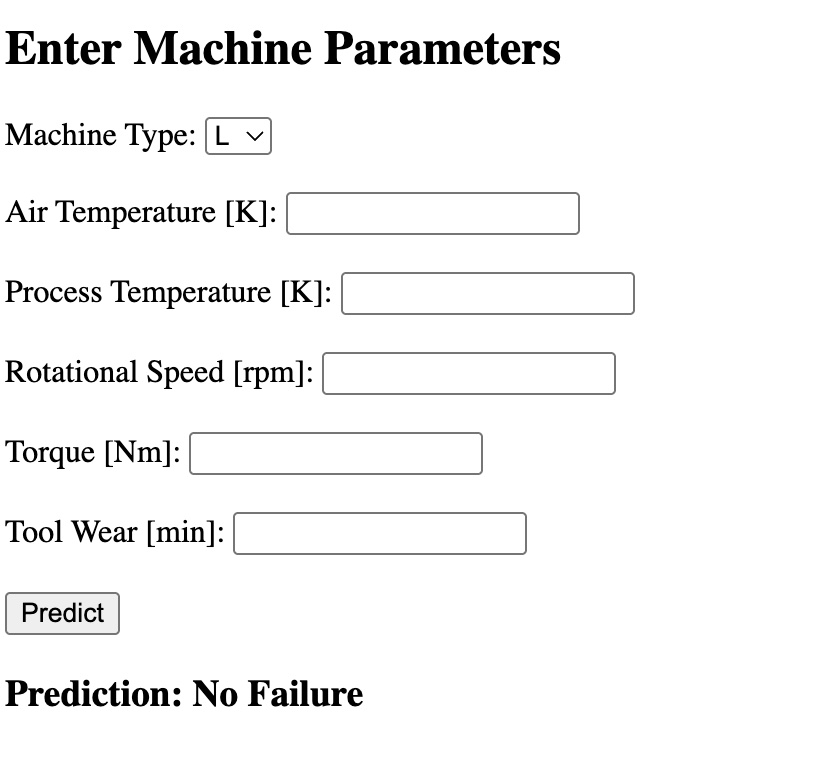 Enter Machine Parameters
Machine Type: L
Air Temperature [K]:
Process Temperature [K]:
Rotational Speed [rpm]:
Torque [Nm]:
Tool Wear [min]:
Predict
Prediction: No Failure